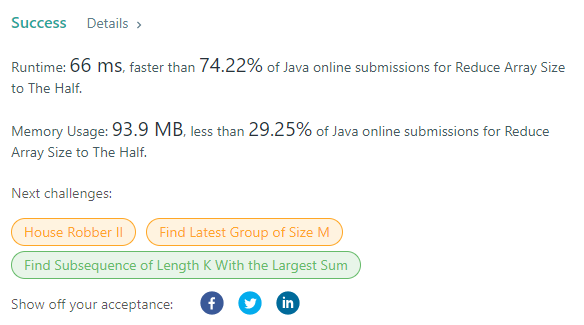 Success Details >
Runtime: 66 ms, faster than 74.22% of Java online submissions for Reduce Array Size
to The Half.
Memory Usage: 93.9 MB, less than 29.25% of Java online submissions for Reduce
Array Size to The Half.
Next challenges:
House Robber II Find Latest Group of Size M
Find Subsequence of Length K With the Largest Sum
Show off your acceptance: f in